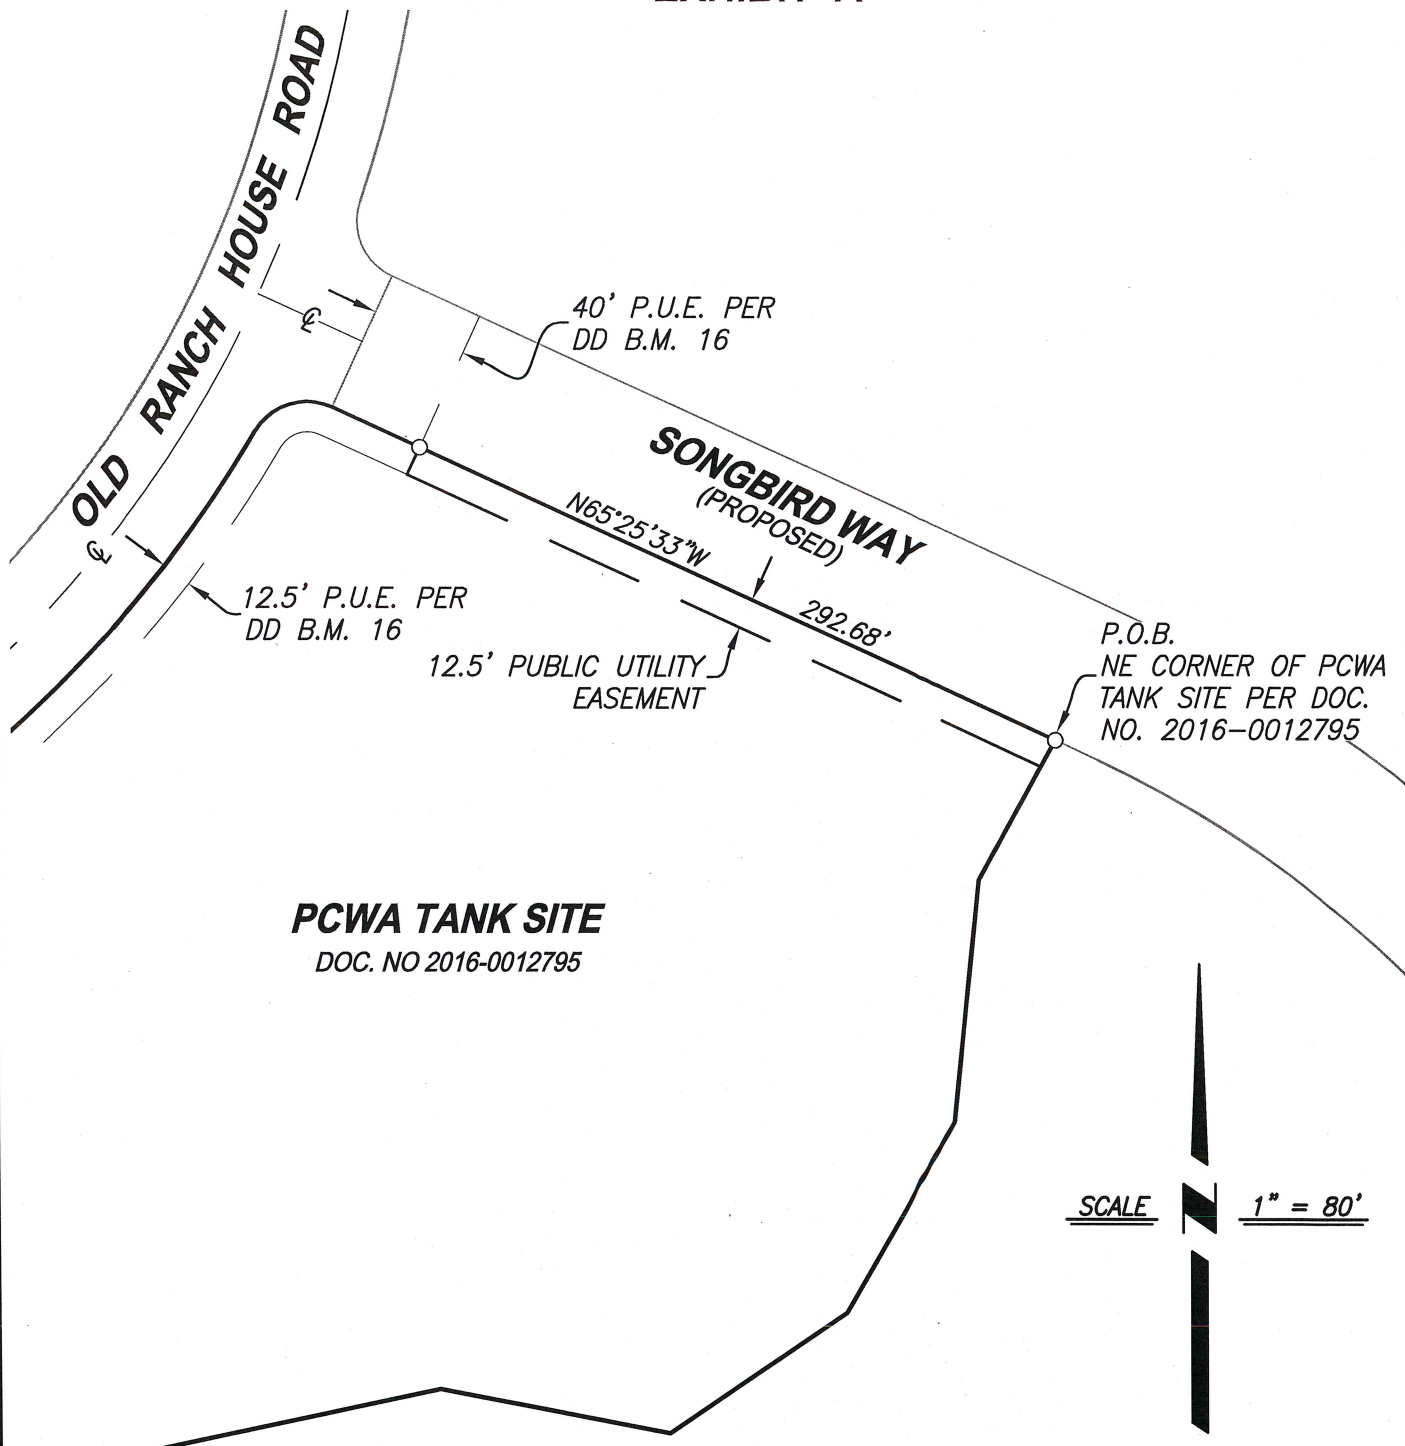 OLD RANCH HOUSE ROAD
40' P.U.E. PER
DD B.M. 16
SONGBIRD WAY
(PROPOSED)
N65°25'33"W
292.68'
12.5' P.U.E. PER
DD B.M. 16
12.5' PUBLIC UTILITY
EASEMENT
P.O.B.
NE CORNER OF PCWA
TANK SITE PER DOC.
NO. 2016-0012795
PCWA TANK SITE
DOC. NO 2016-0012795
SCALE N 1" = 80'